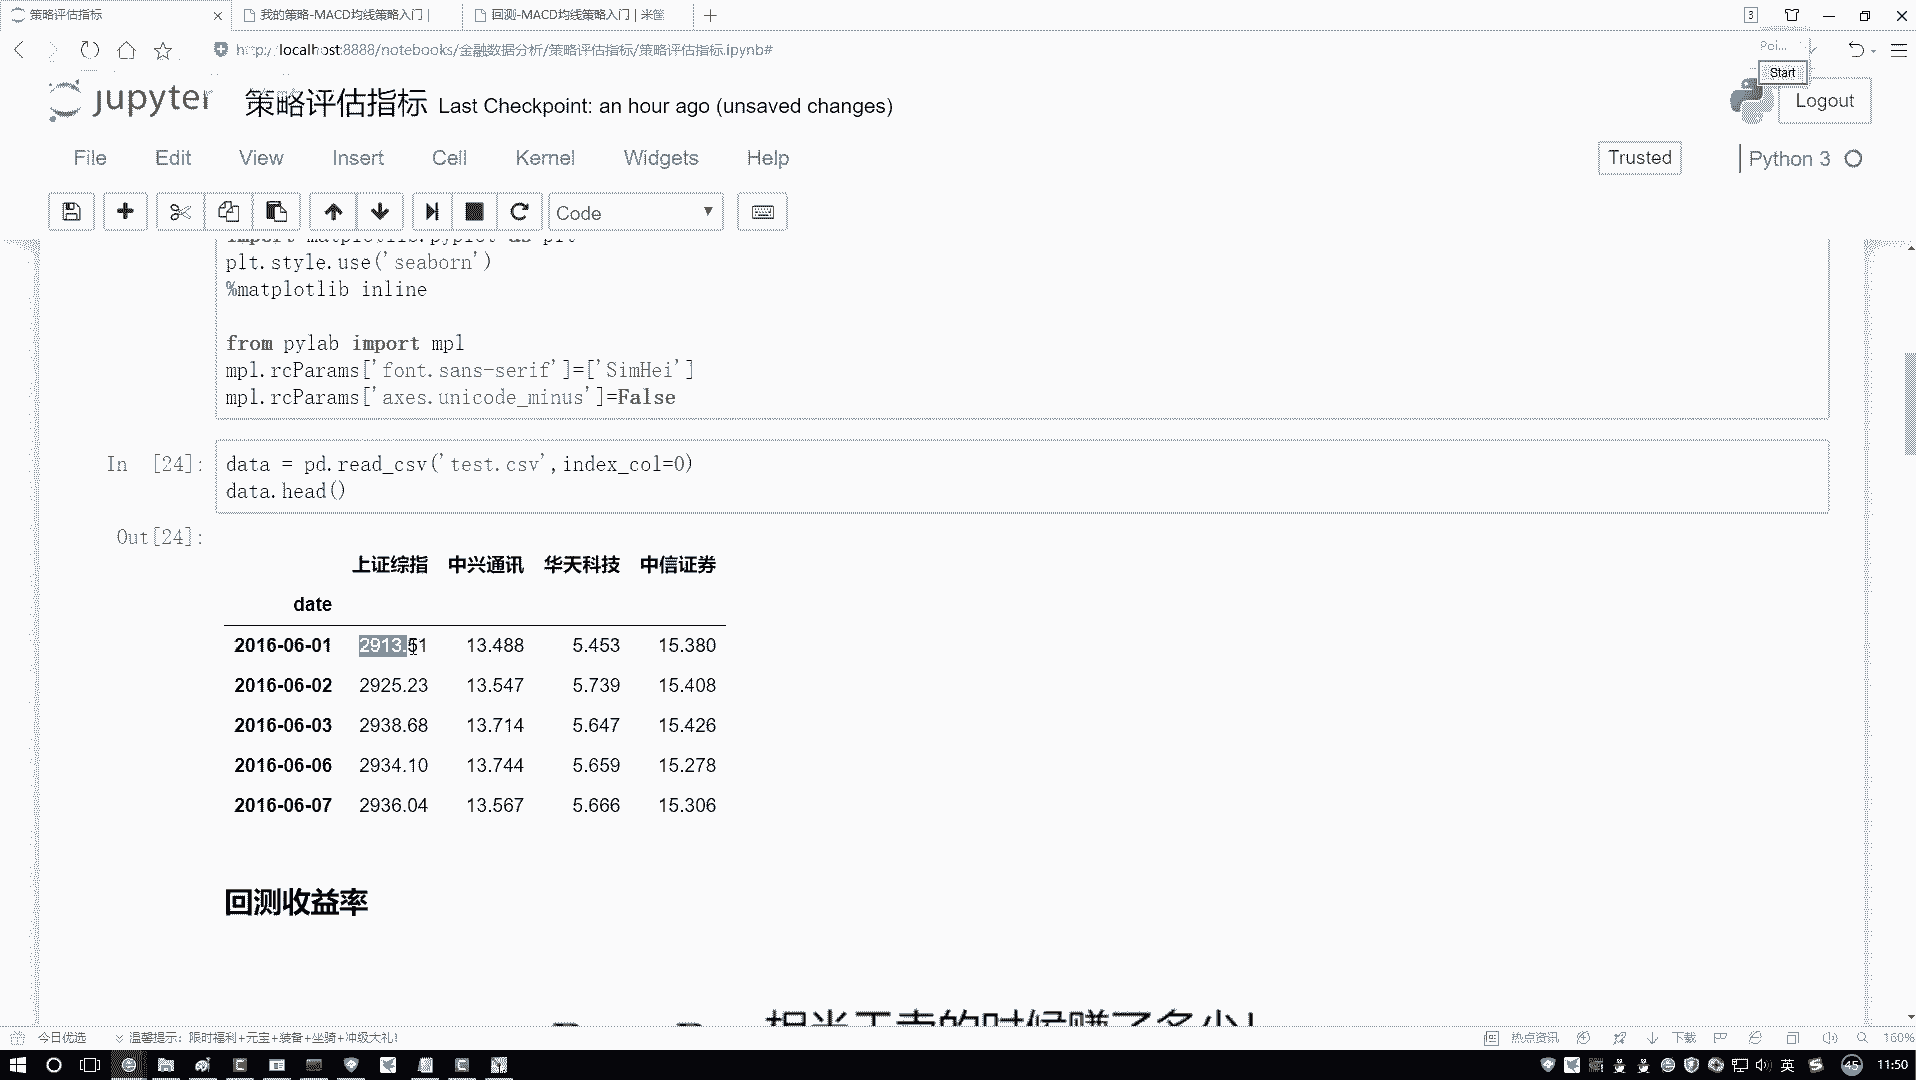 策略评估指标
我的策略-MACD均线策略入门 |
回测-MACD均线策略入门 | 米筐
3
http://localhost:8888/notebooks/金融数据分析/策略评估指标/策略评估指标.ipynb#
Poi...
Start
jupyter 策略评估指标 Last Checkpoint: an hour ago (unsaved changes)
Logout
File Edit View Insert Cell Kernel Widgets Help
Trusted
Python 3
Code
import matplotlib.pyplot as plt
plt.style.use('seaborn')
%matplotlib inline
from pylab import mpl
mpl.rcParams['font.sans-serif']=['SimHei']
mpl.rcParams['axes.unicode_minus']=False
In [24]: data = pd.read_csv('test.csv',index_col=0)
data.head()
Out[24]:
上证综指 中兴通讯 华天科技 中信证券
date
2016-06-01 2913.51 13.488 5.453 15.380
2016-06-02 2925.23 13.547 5.739 15.408
2016-06-03 2938.68 13.714 5.647 15.426
2016-06-06 2934.10 13.744 5.659 15.278
2016-06-07 2936.04 13.567 5.666 15.306
回测收益率
今日优选
温馨提示：限时福利+元宝+装备+坐骑+冲级大礼!
热点资讯
下载
160%
英
45
11:50